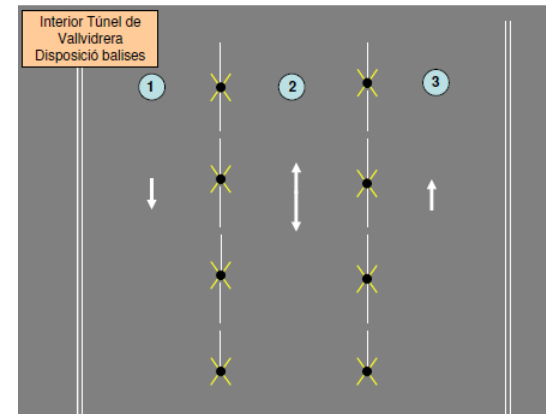 Interior Túnel de
Vallvidrera
Disposició balises
1
2
3